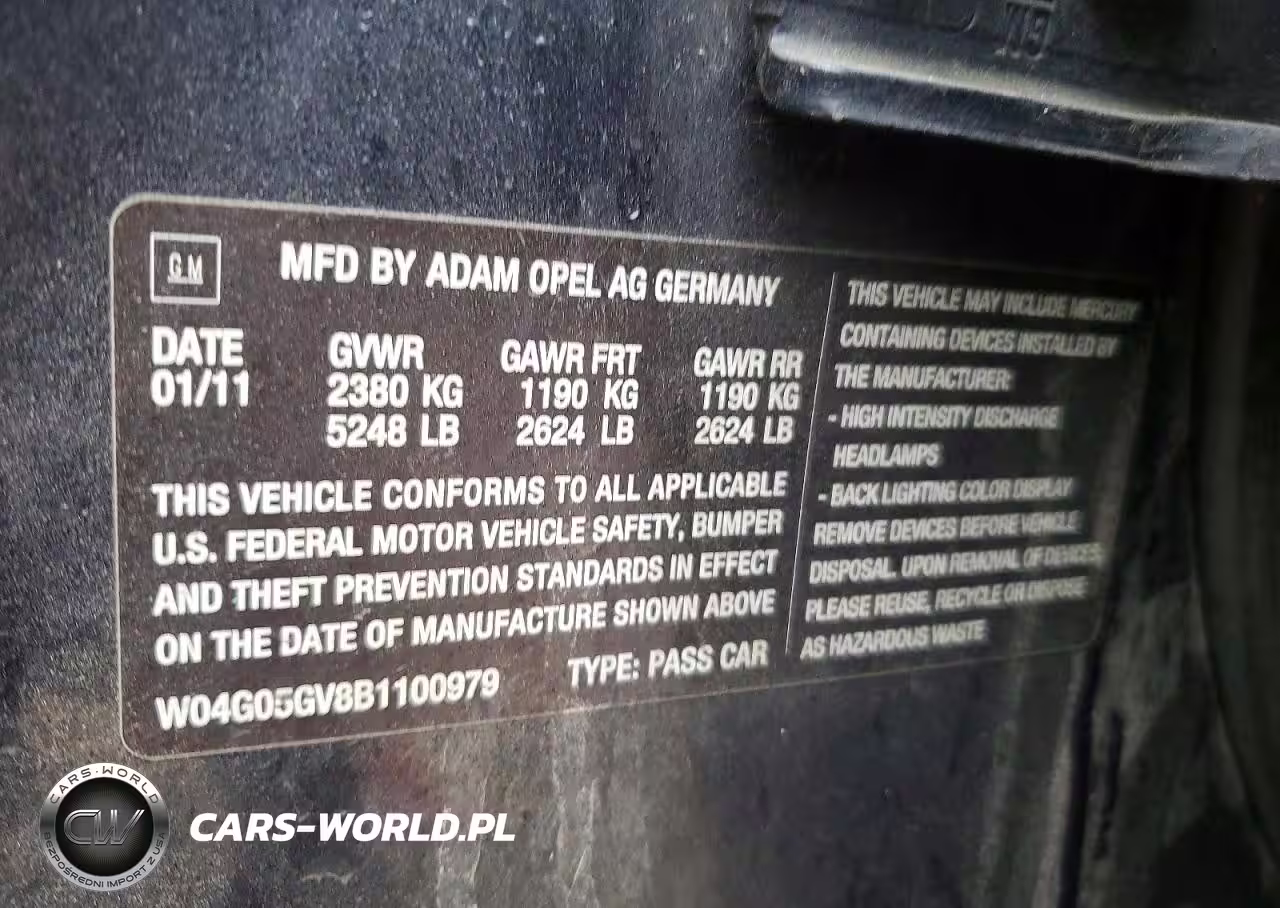 GM
MFD BY ADAM OPEL AG GERMANY
DATE GVWR GAWR FRT GAWR RR
01/11 2380 KG 1190 KG 1190 KG
5248 LB 2624 LB 2624 LB
THIS VEHICLE CONFORMS TO ALL APPLICABLE
U.S. FEDERAL MOTOR VEHICLE SAFETY, BUMPER
AND THEFT PREVENTION STANDARDS IN EFFECT
ON THE DATE OF MANUFACTURE SHOWN ABOVE
W04G05GV8B1100979 TYPE: PASS CAR
THIS VEHICLE MAY INCLUDE MERCURY
CONTAINING DEVICES INSTALLED BY
THE MANUFACTURER:
- HIGH INTENSITY DISCHARGE
HEADLAMPS
- BACK LIGHTING COLOR DISPLAY
REMOVE DEVICES BEFORE VEHICLE
DISPOSAL. UPON REMOVAL OF DEVICES
PLEASE REUSE, RECYCLE OR DISPOSE
AS HAZARDOUS WASTE
CARS-WORLD
CW
BEZPOŚREDNI IMPORT Z USA
CARS-WORLD.PL